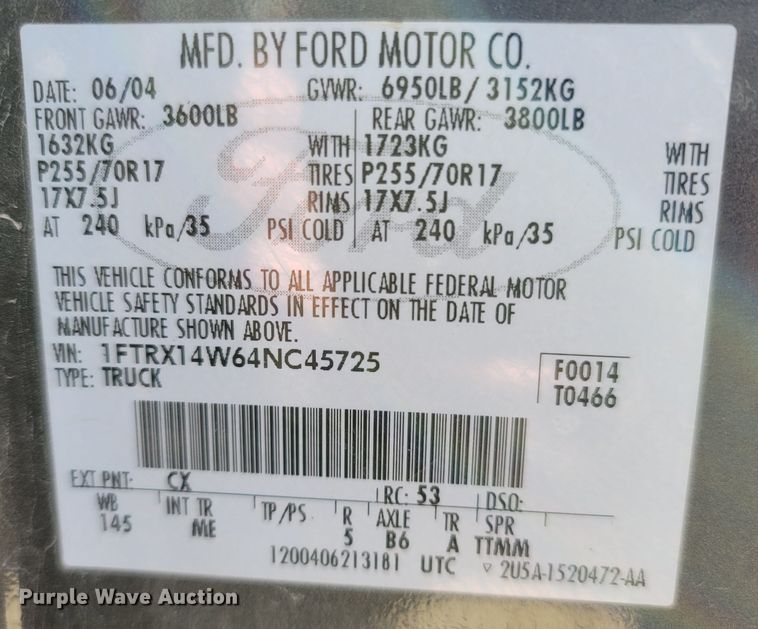 MFD. BY FORD MOTOR CO.
DATE: 06/04 GVWR: 6950LB/ 3152KG
FRONT GAWR: 3600LB REAR GAWR: 3800LB
1632KG WITH 1723KG WITH
P255/70R17 TIRES P255/70R17 TIRES
17X7.5J RIMS 17X7.5J RIMS
AT 240 kPa/35 PSI COLD AT 240 kPa/35 PSI COLD
Ford
THIS VEHICLE CONFORMS TO ALL APPLICABLE FEDERAL MOTOR
VEHICLE SAFETY STANDARDS IN EFFECT ON THE DATE OF
MANUFACTURE SHOWN ABOVE.
VIN: 1FTRX14W64NC45725 F0014
TYPE: TRUCK T0466
EXT PNT: CX RC: 53 DSO:
WB INT TR TP/PS R AXLE TR SPR
145 ME 5 B6 A TTMM
1200406213181 UTC ▽ 2U5A-1520472-AA
Purple Wave Auction